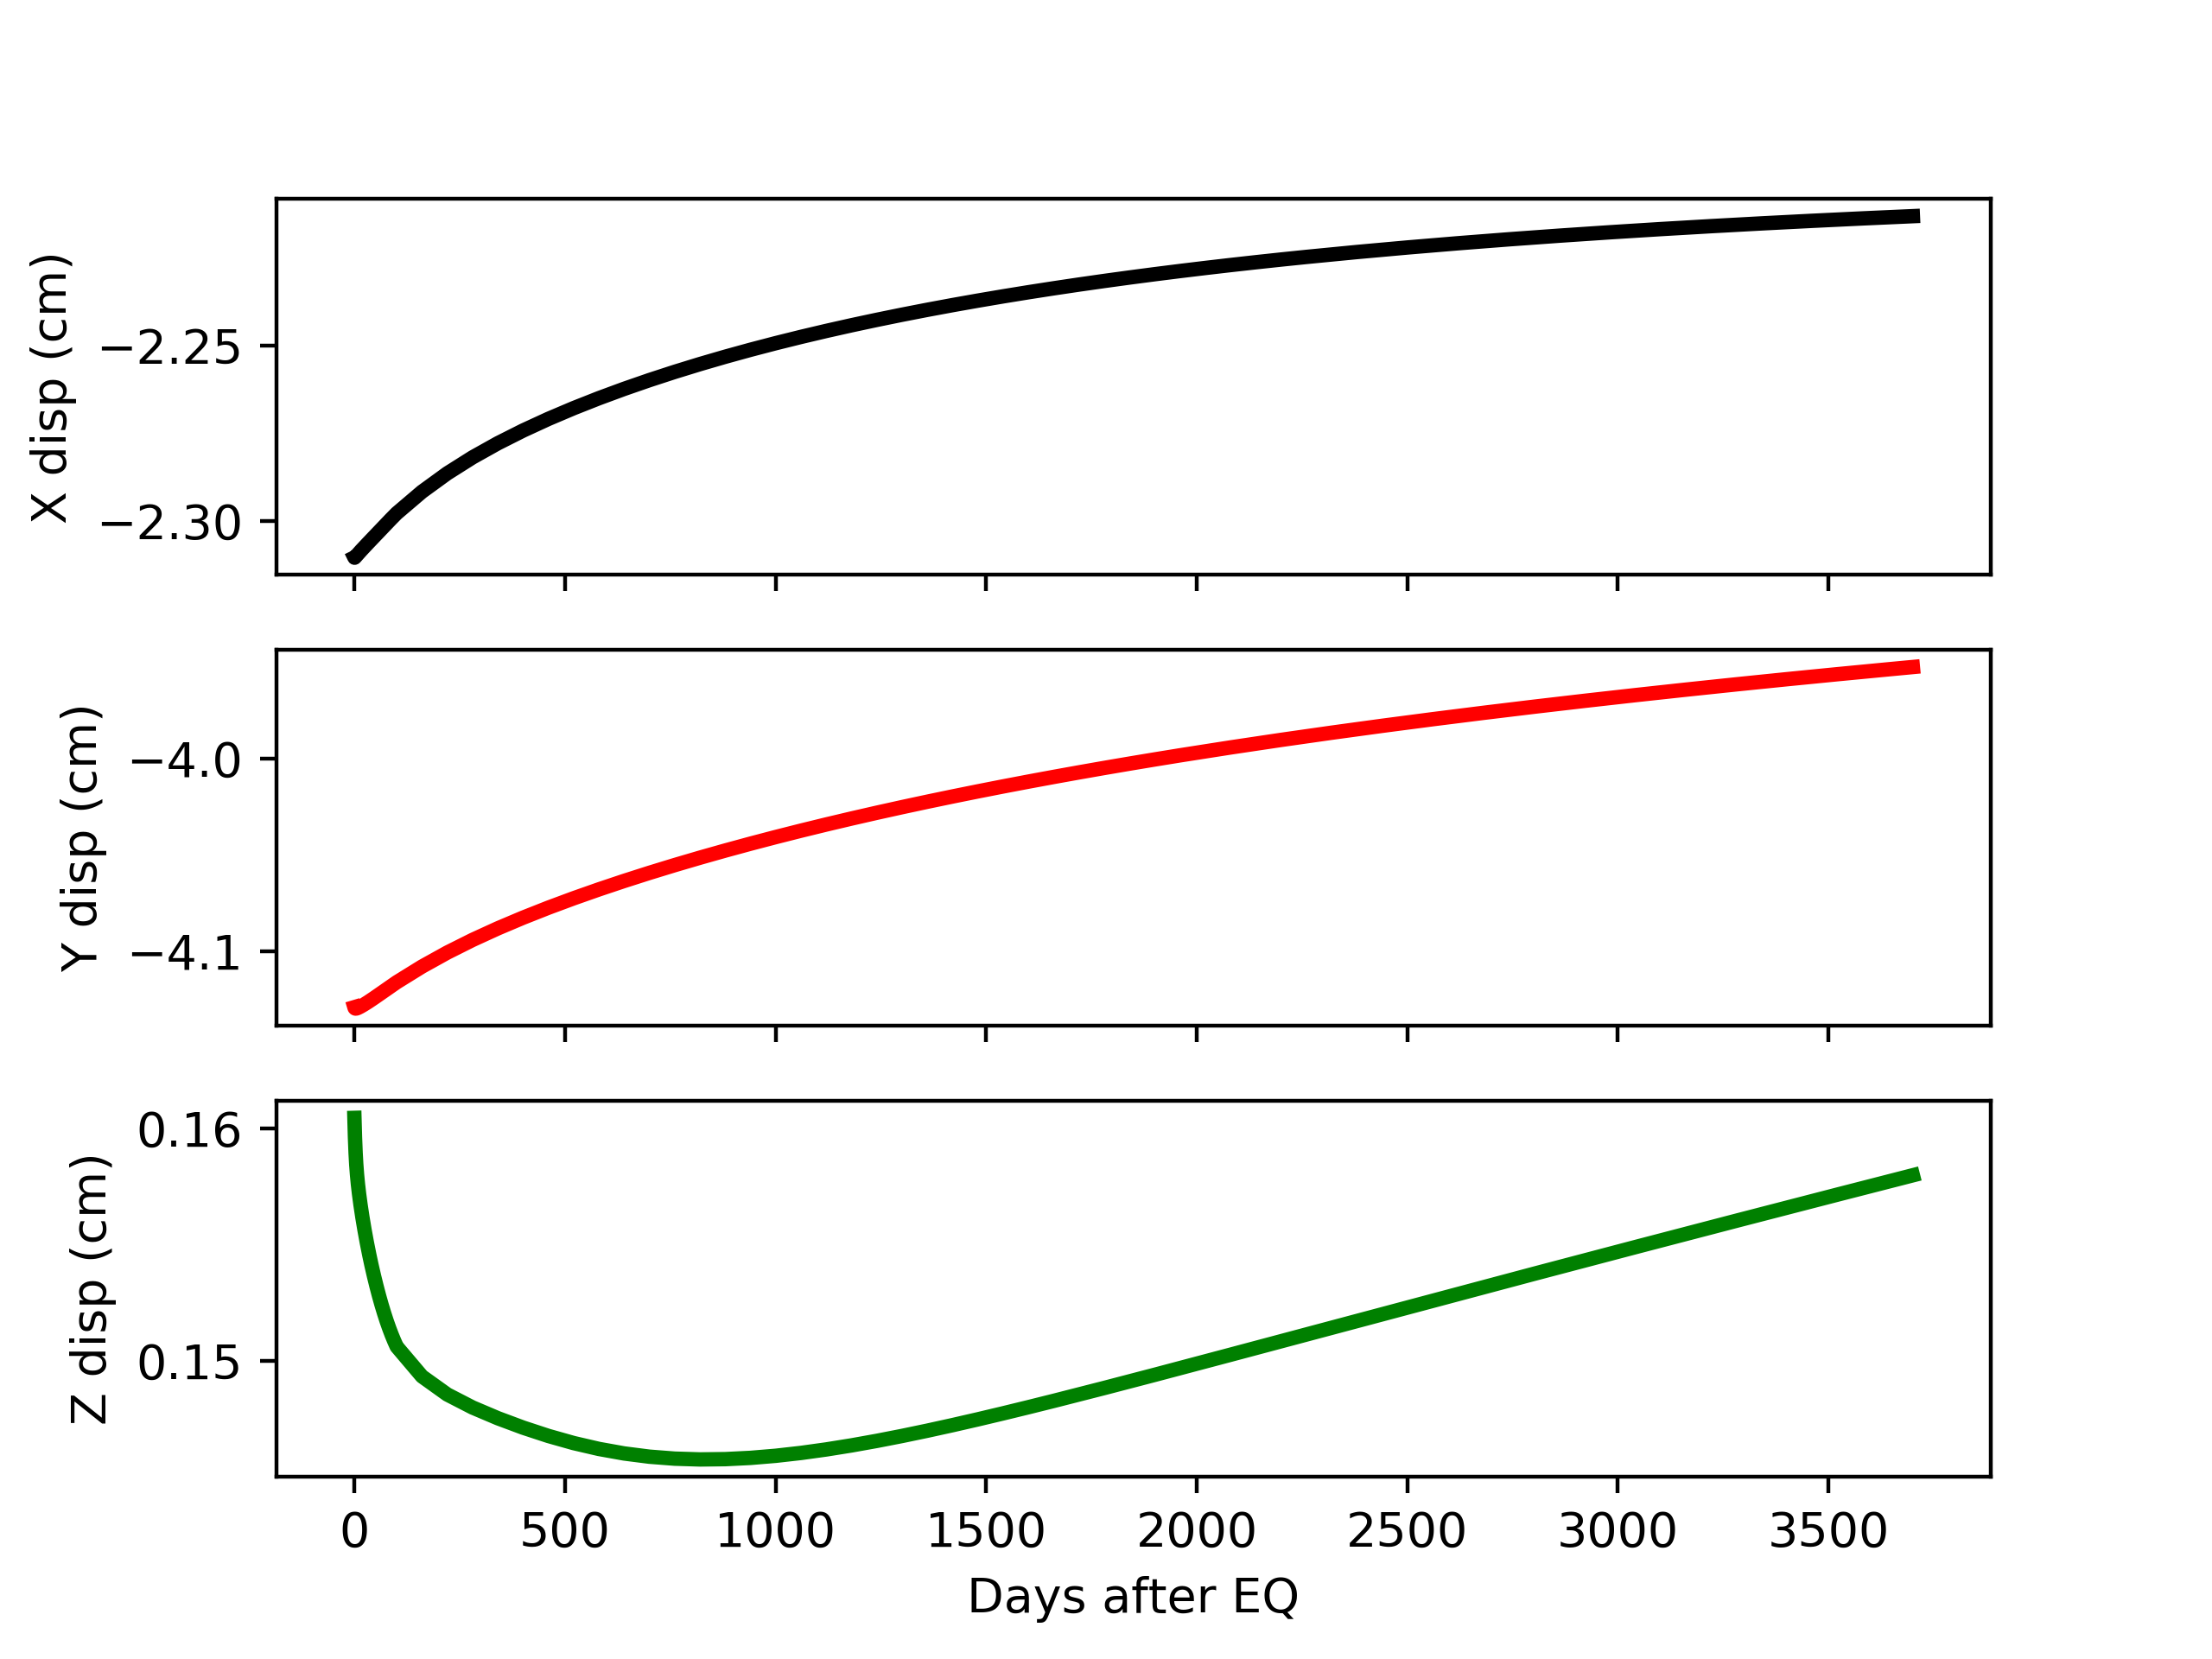 X disp (cm)
−2.25
−2.30
Y disp (cm)
−4.0
−4.1
Z disp (cm)
0.16
0.15
0 500 1000 1500 2000 2500 3000 3500
Days after EQ